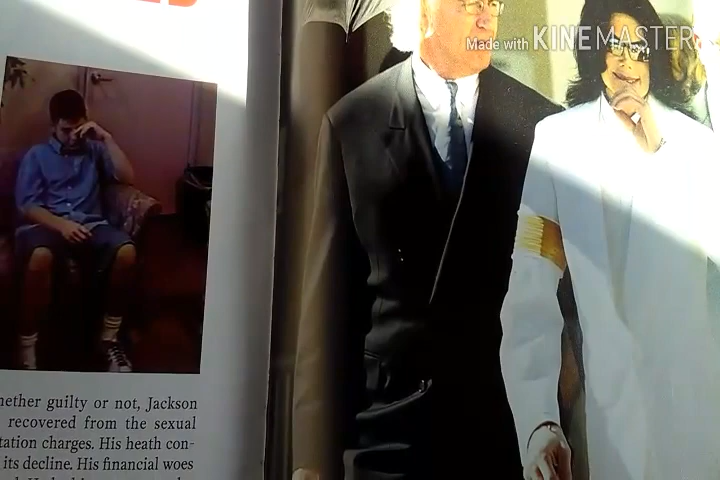 Made with KINEMASTER
hether guilty or not, Jackson
recovered from the sexual
tation charges. His heath con-
its decline. His financial woes